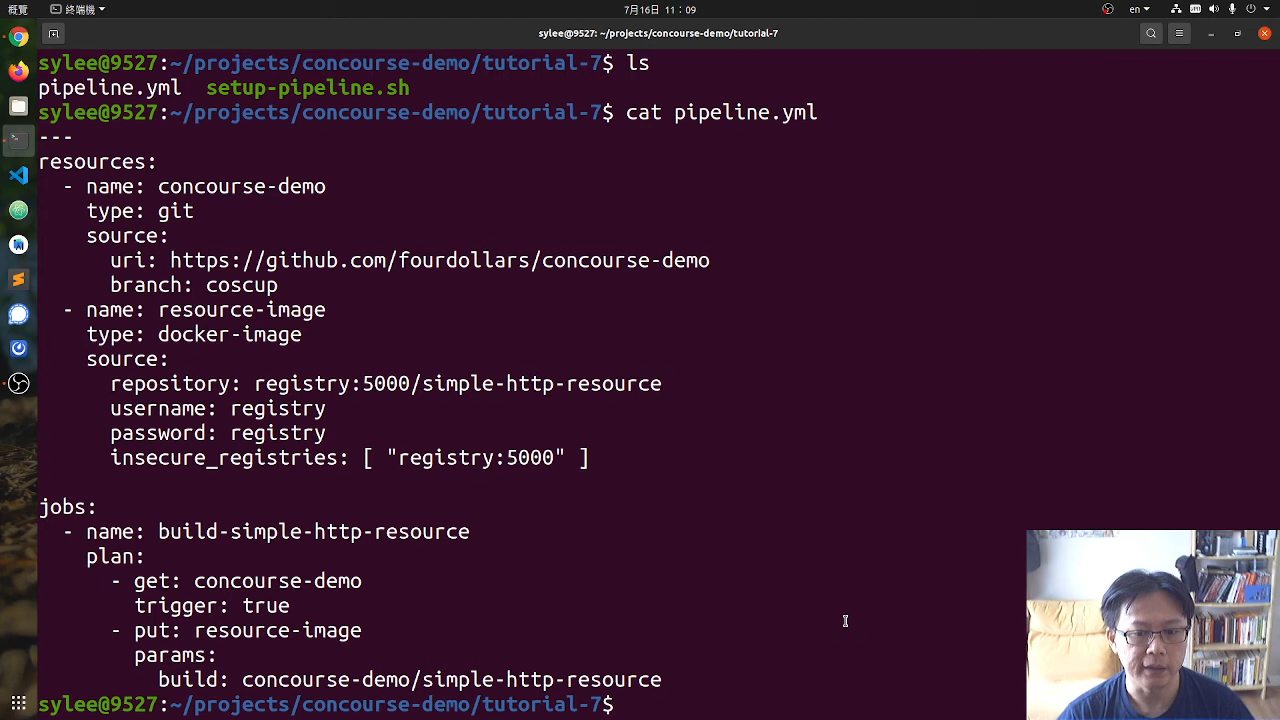 概覽 終端機 7月16日 11:09 en
sylee@9527: ~/projects/concourse-demo/tutorial-7
sylee@9527:~/projects/concourse-demo/tutorial-7$ ls
pipeline.yml  setup-pipeline.sh
sylee@9527:~/projects/concourse-demo/tutorial-7$ cat pipeline.yml
---
resources:
  - name: concourse-demo
    type: git
    source:
      uri: https://github.com/fourdollars/concourse-demo
      branch: coscup
  - name: resource-image
    type: docker-image
    source:
      repository: registry:5000/simple-http-resource
      username: registry
      password: registry
      insecure_registries: [ "registry:5000" ]
jobs:
  - name: build-simple-http-resource
    plan:
      - get: concourse-demo
        trigger: true
      - put: resource-image
        params:
          build: concourse-demo/simple-http-resource
sylee@9527:~/projects/concourse-demo/tutorial-7$